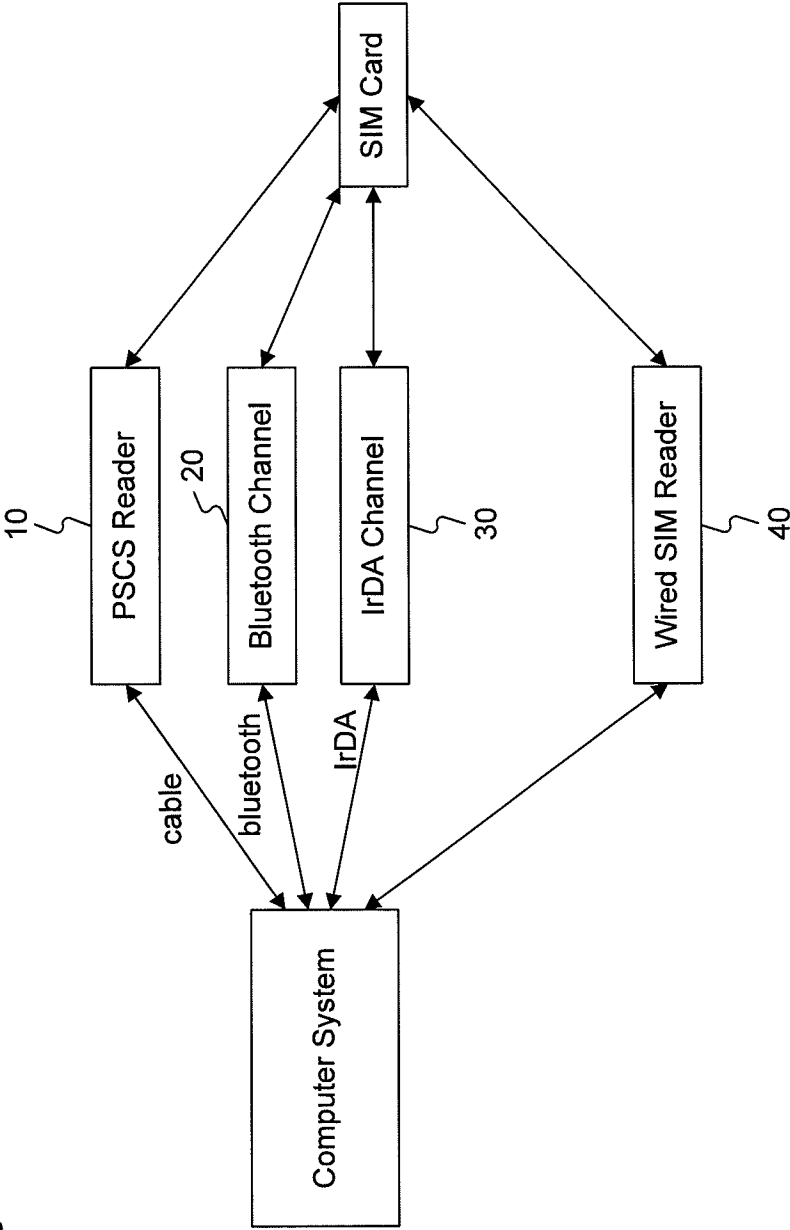 10
PSCS Reader
cable
20
Bluetooth Channel
bluetooth
IrDA Channel
30
IrDA
Wired SIM Reader
40
Computer System
SIM Card